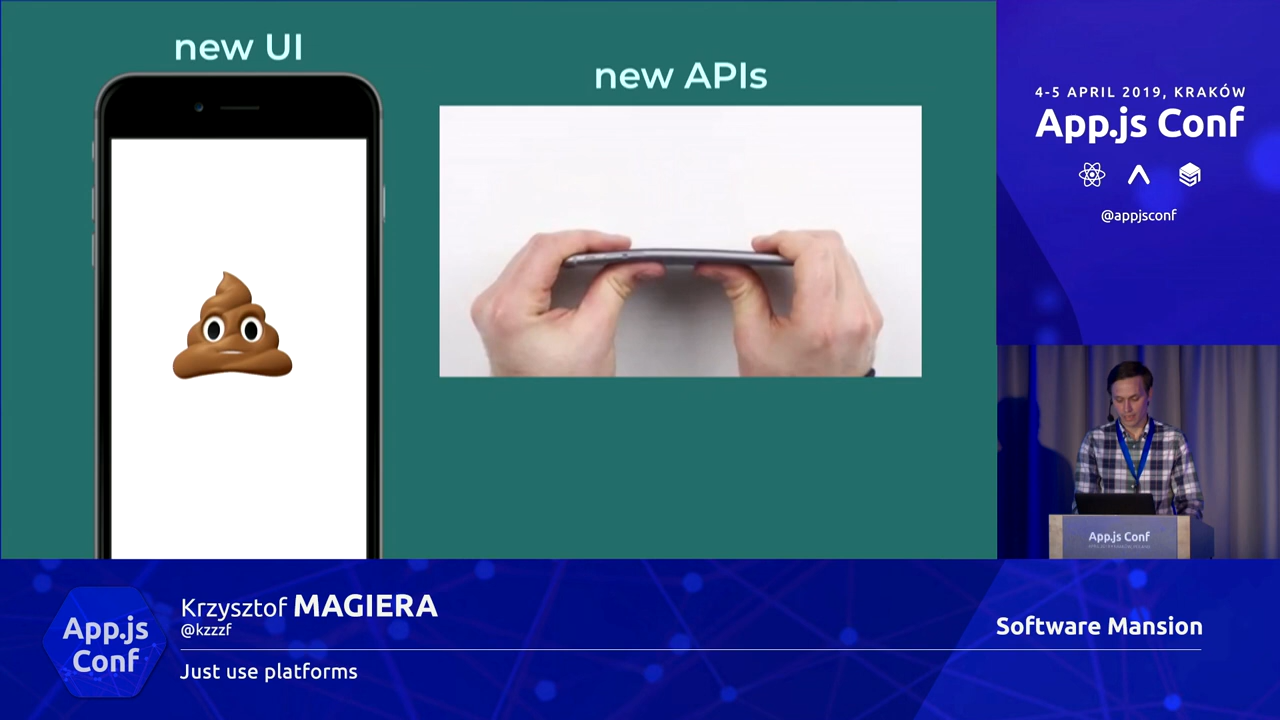 new UI
new APIs
4-5 APRIL 2019, KRAKÓW
App.js Conf
@appjsconf
App.js Conf
App.js
Conf
Krzysztof MAGIERA
@kzzzf
Just use platforms
Software Mansion